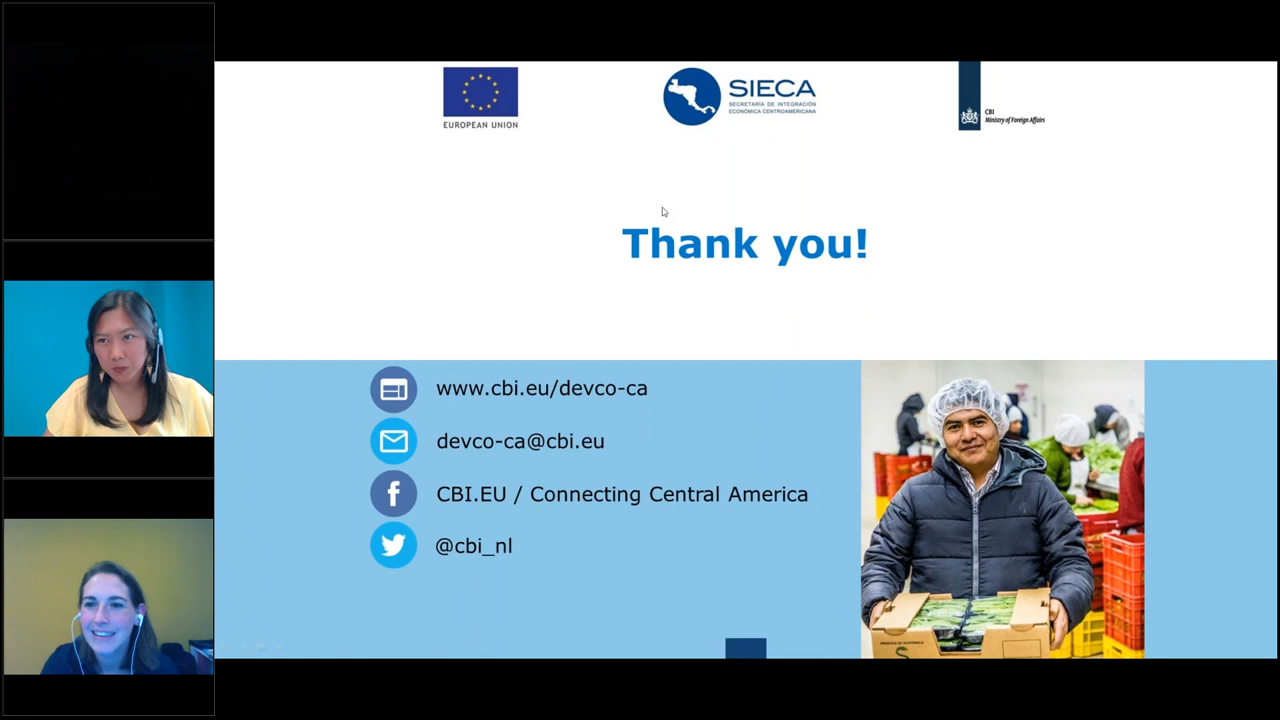 EUROPEAN UNION
SIECA
SECRETARÍA DE INTEGRACIÓN
ECONÓMICA CENTROAMERICANA
CBI
Ministry of Foreign Affairs
Thank you!
www.cbi.eu/devco-ca
devco-ca@cbi.eu
CBI.EU / Connecting Central America
@cbi_nl